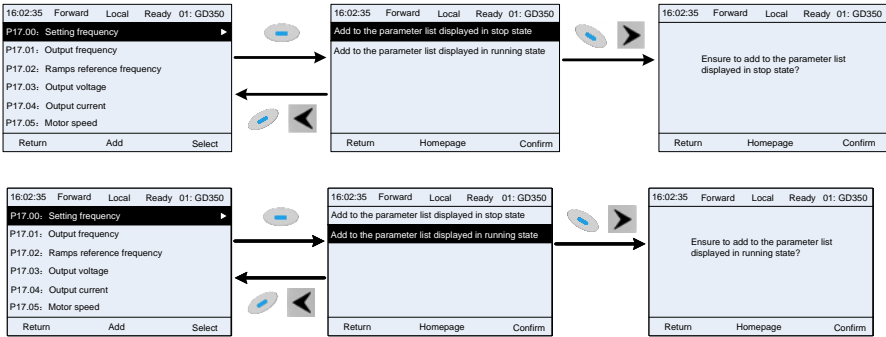 16:02:35 Forward Local Ready 01: GD350
P17.00: Setting frequency
P17.01: Output frequency
P17.02: Ramps reference frequency
P17.03: Output voltage
P17.04: Output current
P17.05: Motor speed
Return Add Select
16:02:35 Forward Local Ready 01: GD350
Add to the parameter list displayed in stop state
Add to the parameter list displayed in running state
Return Homepage Confirm
16:02:35 Forward Local Ready 01: GD350
Ensure to add to the parameter list
displayed in stop state?
Return Homepage Confirm
16:02:35 Forward Local Ready 01: GD350
P17.00: Setting frequency
P17.01: Output frequency
P17.02: Ramps reference frequency
P17.03: Output voltage
P17.04: Output current
P17.05: Motor speed
Return Add Select
16:02:35 Forward Local Ready 01: GD350
Add to the parameter list displayed in stop state
Add to the parameter list displayed in running state
Return Homepage Confirm
16:02:35 Forward Local Ready 01: GD350
Ensure to add to the parameter list
displayed in running state?
Return Homepage Confirm